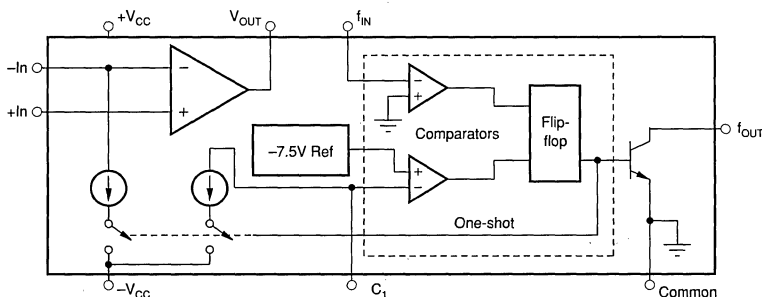 +VCC
VOUT
fIN
–In
+In
–
+
–
+
Comparators
Flip-
flop
fOUT
–7.5V Ref
+
–
One-shot
–VCC
C1
Common